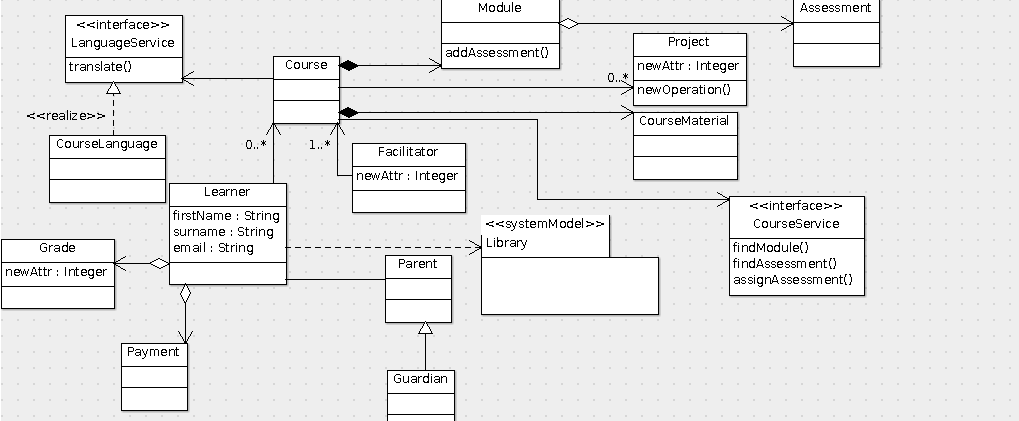 Module
Assessment
addAssessment()
<<interface>>
LanguageService
translate()
Project
newAttr : Integer
newOperation()
Course
0..*
<<realize>>
CourseMaterial
CourseLanguage
0..*
1..*
Facilitator
newAttr : Integer
Learner
firstName : String
surname : String
email : String
<<interface>>
CourseService
findModule()
findAssessment()
assignAssessment()
<<systemModel>>
Library
Grade
newAttr : Integer
Parent
Payment
Guardian